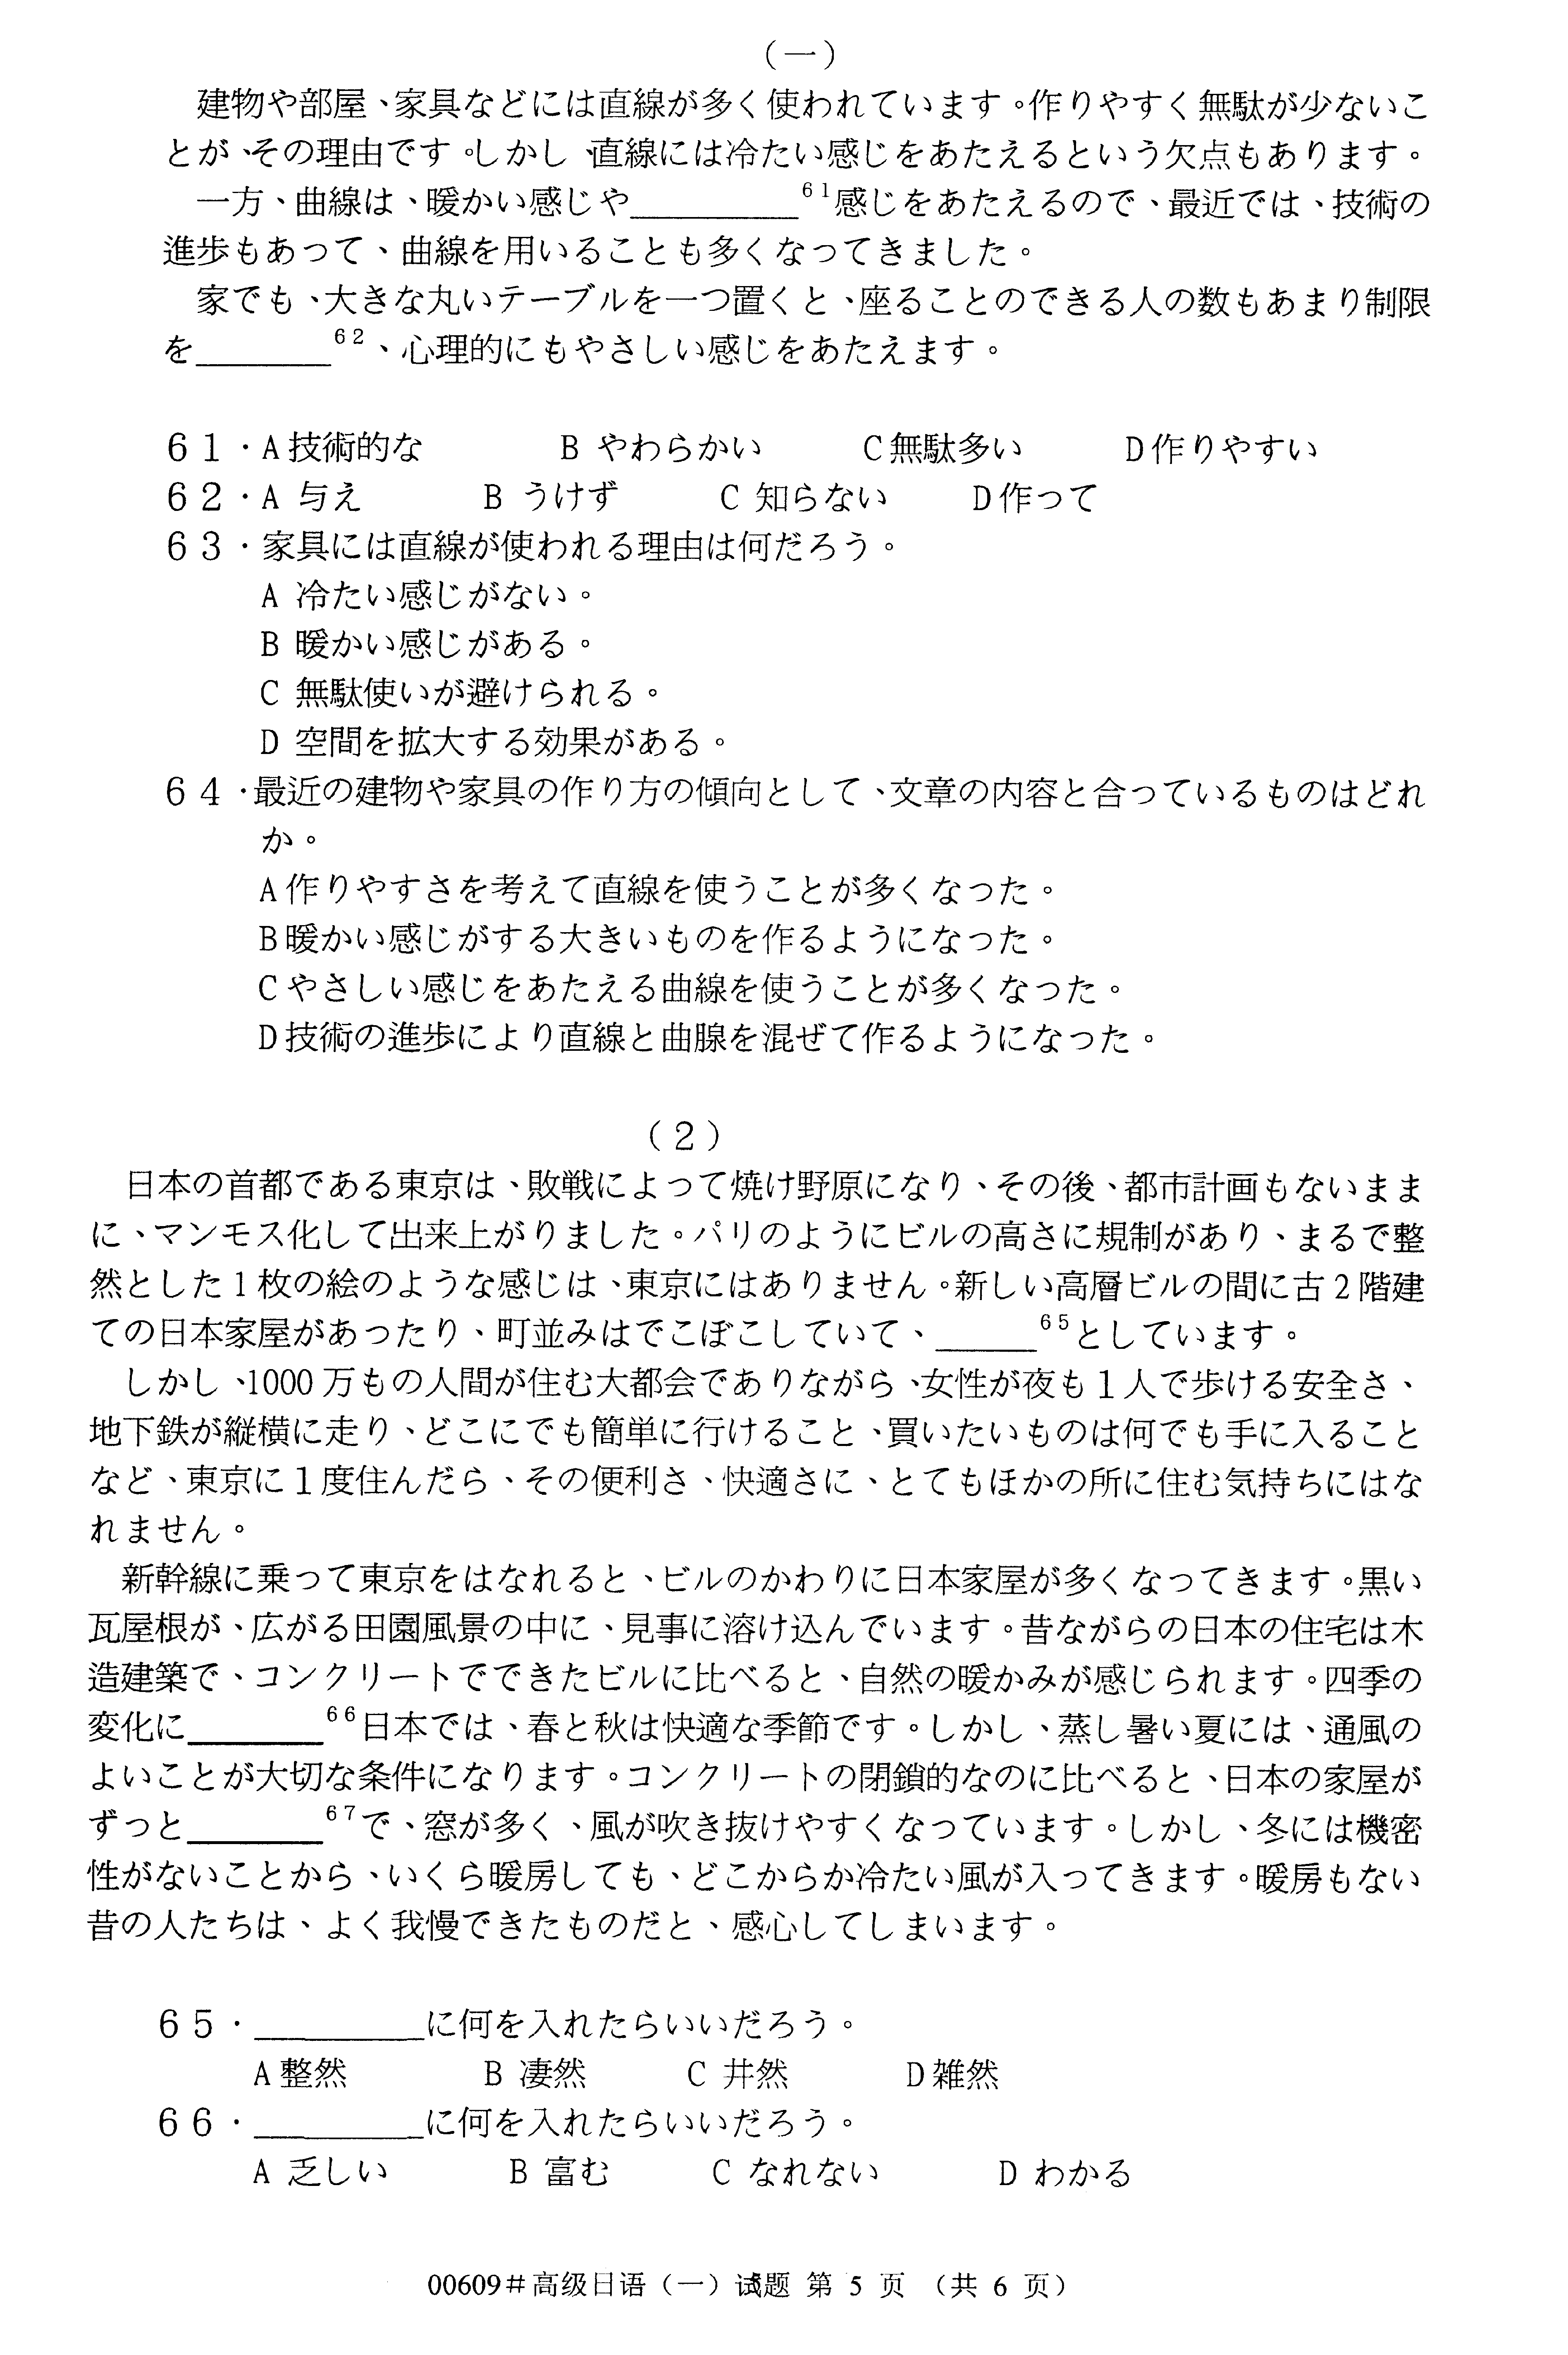 （一）
建物や部屋、家具などには直線が多く使われています。作りやすく無駄が少ないこ
とが、その理由です。しかし、直線には冷たい感じをあたえるという欠点もあります。
一方、曲線は、暖かい感じや__________61感じをあたえるので、最近では、技術の
進歩もあって、曲線を用いることも多くなってきました。
家でも、大きな丸いテーブルを一つ置くと、座ることのできる人の数もあまり制限
を________62、心理的にもやさしい感じをあたえます。
61．A技術的な B やわらかい C無駄多い D作りやすい
62．A 与え B うけず C 知らない D作って
63．家具には直線が使われる理由は何だろう。
A 冷たい感じがない。
B 暖かい感じがある。
C 無駄使いが避けられる。
D 空間を拡大する効果がある。
64．最近の建物や家具の作り方の傾向として、文章の内容と合っているものはどれ
か。
A作りやすさを考えて直線を使うことが多くなった。
B暖かい感じがする大きいものを作るようになった。
Cやさしい感じをあたえる曲線を使うことが多くなった。
D技術の進歩により直線と曲腺を混ぜて作るようになった。
（2）
日本の首都である東京は、敗戦によって焼け野原になり、その後、都市計画もないまま
に、マンモス化して出来上がりました。パリのようにビルの高さに規制があり、まるで整
然とした1枚の絵のような感じは、東京にはありません。新しい高層ビルの間に古2階建
ての日本家屋があったり、町並みはでこぼこしていて、______65としています。
しかし、1000万もの人間が住む大都会でありながら、女性が夜も1人で歩ける安全さ、
地下鉄が縦横に走り、どこにでも簡単に行けること、買いたいものは何でも手に入ること
など、東京に1度住んだら、その便利さ、快適さに、とてもほかの所に住む気持ちにはな
れません。
新幹線に乗って東京をはなれると、ビルのかわりに日本家屋が多くなってきます。黒い
瓦屋根が、広がる田園風景の中に、見事に溶け込んでいます。昔ながらの日本の住宅は木
造建築で、コンクリートでできたビルに比べると、自然の暖かみが感じられます。四季の
変化に________66日本では、春と秋は快適な季節です。しかし、蒸し暑い夏には、通風の
よいことが大切な条件になります。コンクリートの閉鎖的なのに比べると、日本の家屋が
ずっと________67で、窓が多く、風が吹き抜けやすくなっています。しかし、冬には機密
性がないことから、いくら暖房しても、どこからか冷たい風が入ってきます。暖房もない
昔の人たちは、よく我慢できたものだと、感心してしまいます。
65．__________に何を入れたらいいだろう。
A整然 B 凄然 C 井然 D雑然
66．__________に何を入れたらいいだろう。
A 乏しい B 富む C なれない D わかる
00609＃高级日语（一）试题 第 5 页 （共 6 页）